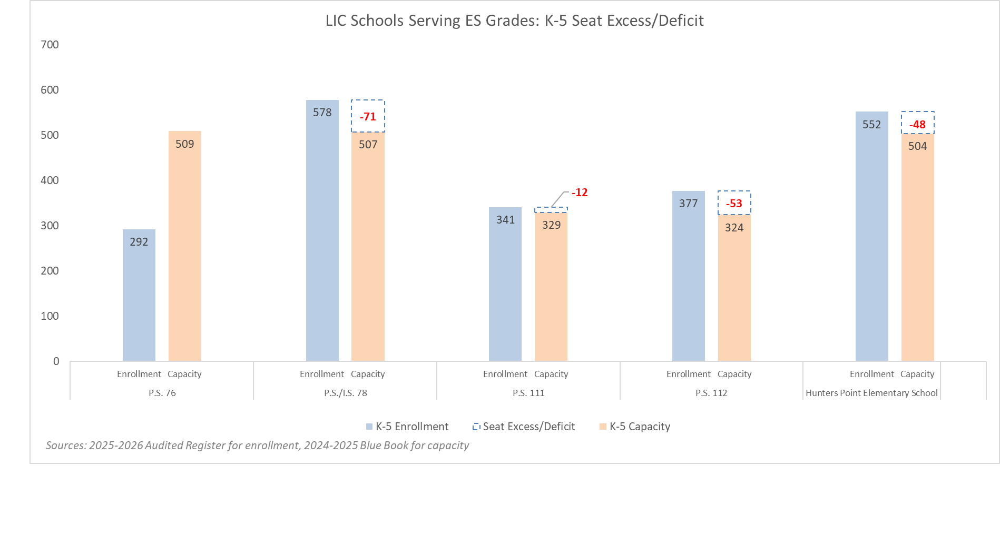 LIC Schools Serving ES Grades: K-5 Seat Excess/Deficit
700
600
500
400
300
200
100
0
292
509
578
-71
507
341
-12
329
377
-53
324
552
-48
504
Enrollment Capacity
Enrollment Capacity
Enrollment Capacity
Enrollment Capacity
Enrollment Capacity
P.S. 76
P.S./I.S. 78
P.S. 111
P.S. 112
Hunters Point Elementary School
K-5 Enrollment
Seat Excess/Deficit
K-5 Capacity
Sources: 2025-2026 Audited Register for enrollment, 2024-2025 Blue Book for capacity